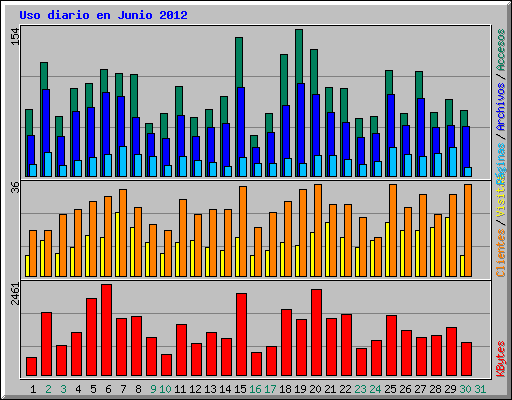 Uso diario en Junio 2012
154
36
2461
Accesos
/
Archivos
/
Páginas
Visitas
/
Clientes
KBytes
1 2 3 4 5 6 7 8 9 10 11 12 13 14 15 16 17 18 19 20 21 22 23 24 25 26 27 28 29 30 31